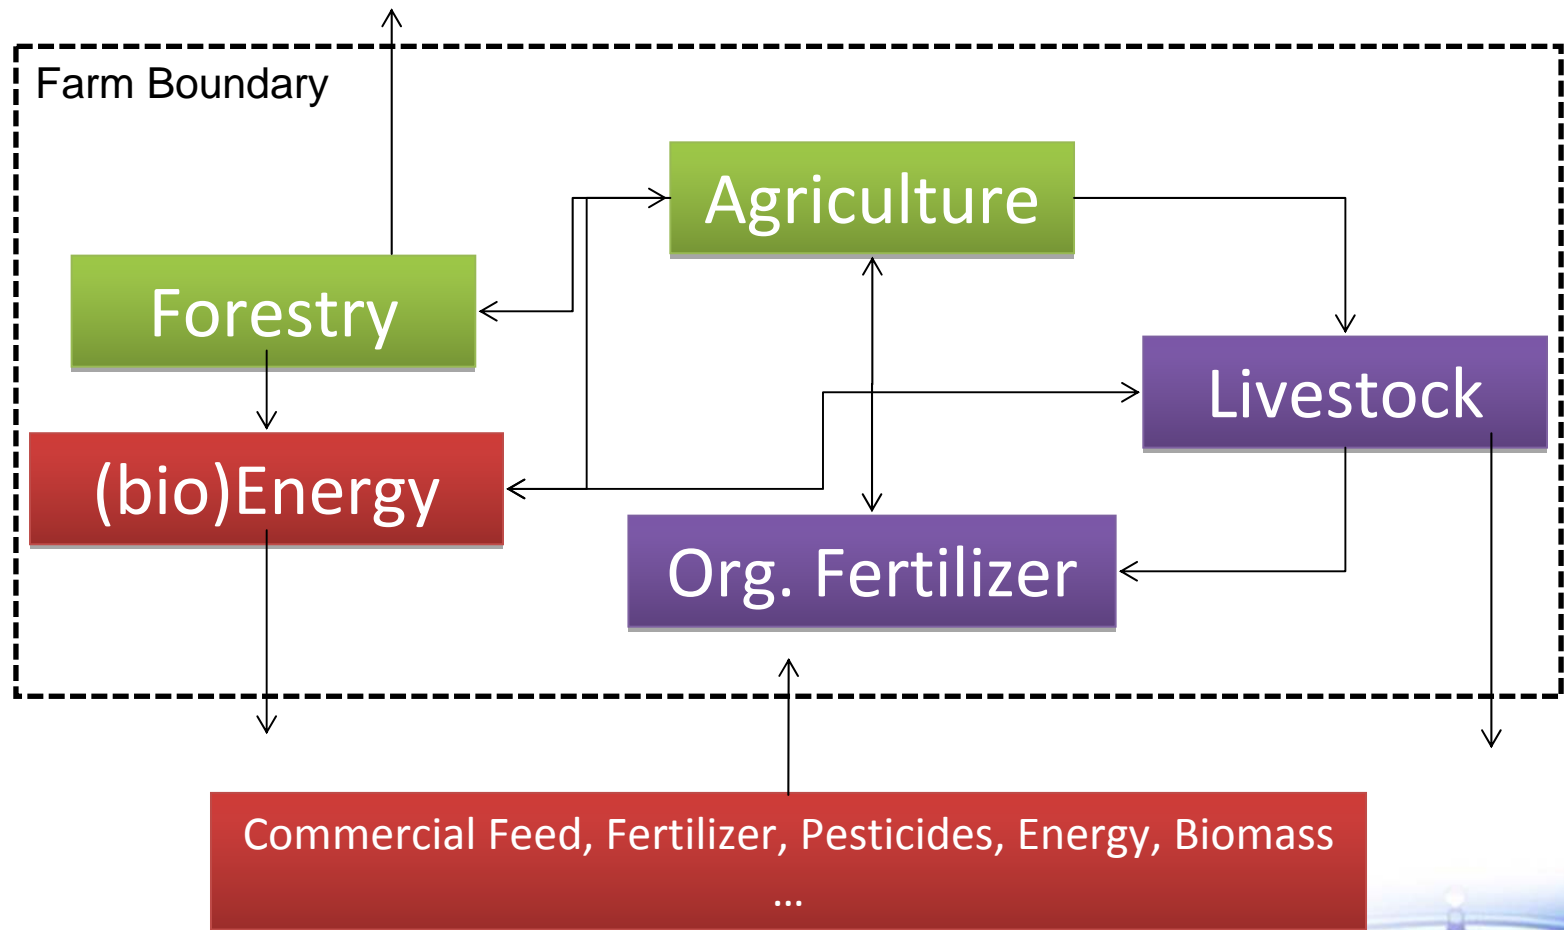 Farm Boundary
Agriculture
Forestry
Livestock
(bio)Energy
Org. Fertilizer
Commercial Feed, Fertilizer, Pesticides, Energy, Biomass
...